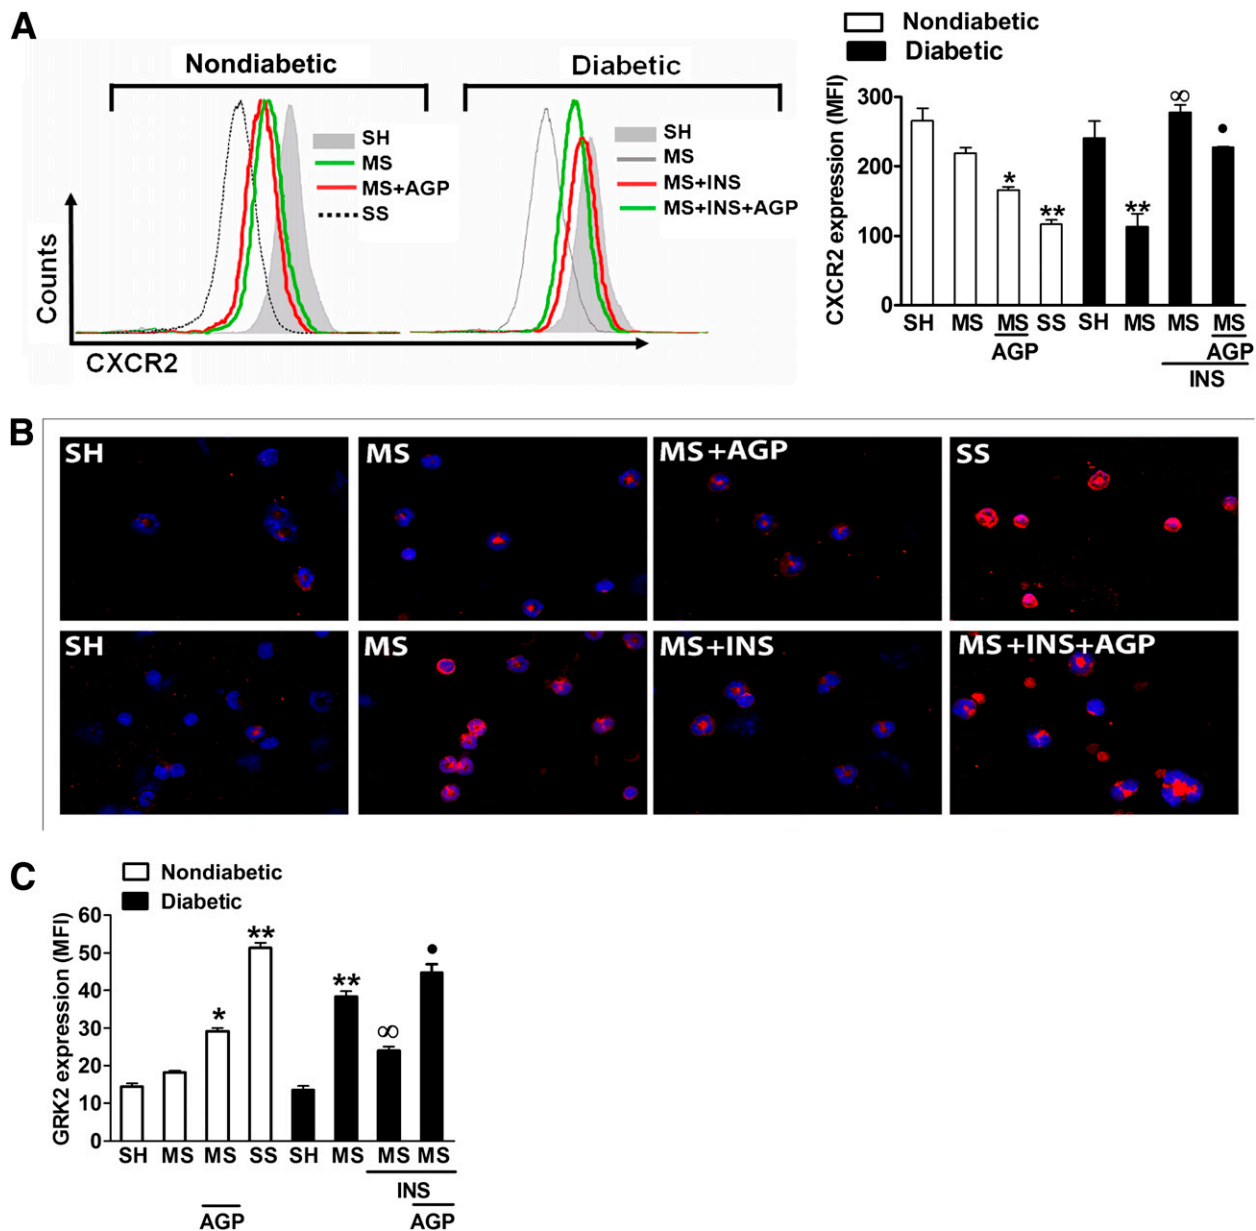 A
Nondiabetic
Diabetic
SH
MS
MS+AGP
SS
SH
MS
MS+INS
MS+INS+AGP
Counts
CXCR2
Nondiabetic
Diabetic
CXCR2 expression (MFI)
300
200
100
0
∞
•
*
**
**
SH MS MS SS SH MS MS MS
AGP AGP
INS
B
SH MS MS+AGP SS
SH MS MS+INS MS+INS+AGP
C
Nondiabetic
Diabetic
GRK2 expression (MFI)
60
50
40
30
20
10
0
**
•
**
*
∞
SH MS MS SS SH MS MS MS
INS
AGP AGP